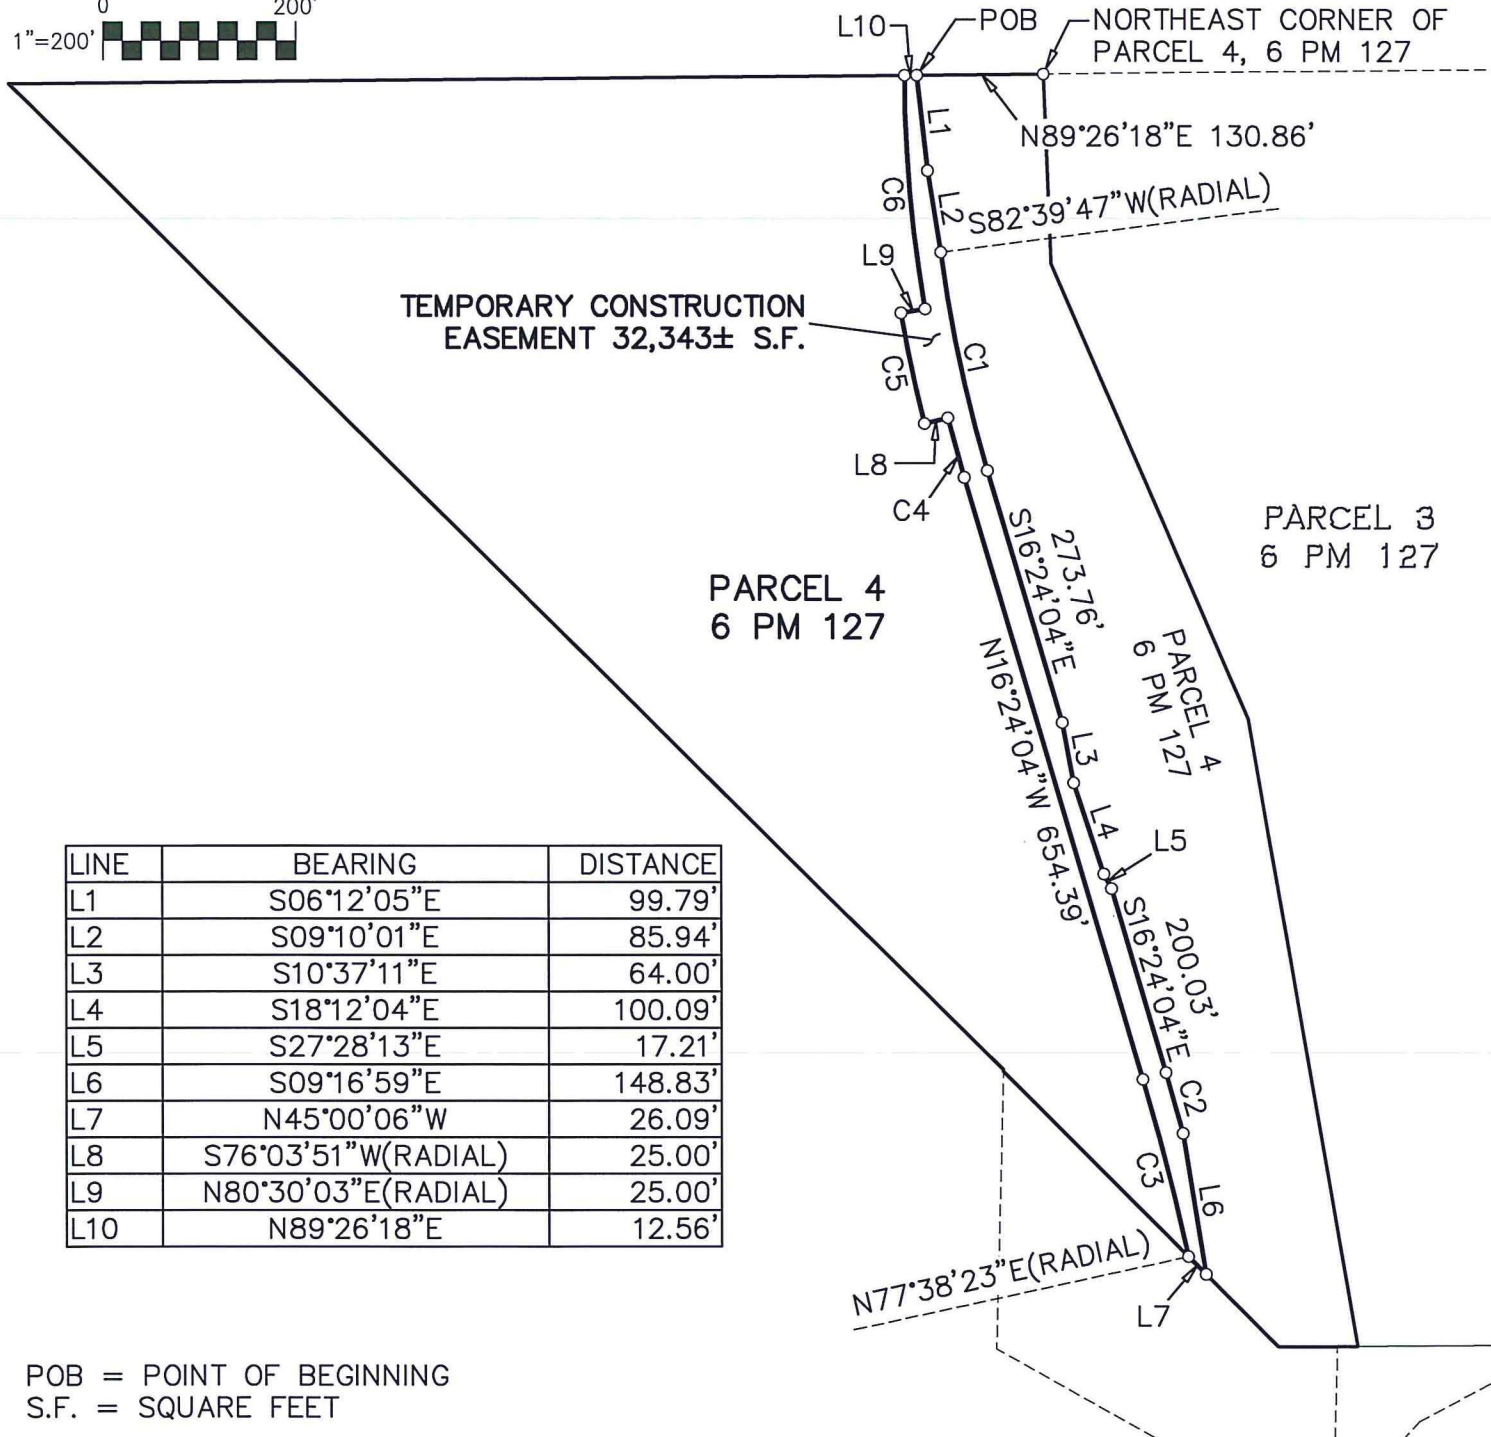 0 200'
1"=200'
L10
POB
NORTHEAST CORNER OF
PARCEL 4, 6 PM 127
L1
N89°26'18"E 130.86'
C6
L2
S82°39'47"W(RADIAL)
L9
TEMPORARY CONSTRUCTION
EASEMENT 32,343± S.F.
C1
C5
L8
C4
S16°24'04"E
273.76'
PARCEL 3
6 PM 127
PARCEL 4
6 PM 127
N16°24'04"W 654.39'
PARCEL 4
6 PM 127
L3
L4
L5
S16°24'04"E
200.03'
C2
C3
L6
N77°38'23"E(RADIAL)
L7
LINE BEARING DISTANCE
L1 S06°12'05"E 99.79'
L2 S09°10'01"E 85.94'
L3 S10°37'11"E 64.00'
L4 S18°12'04"E 100.09'
L5 S27°28'13"E 17.21'
L6 S09°16'59"E 148.83'
L7 N45°00'06"W 26.09'
L8 S76°03'51"W(RADIAL) 25.00'
L9 N80°30'03"E(RADIAL) 25.00'
L10 N89°26'18"E 12.56'
POB = POINT OF BEGINNING
S.F. = SQUARE FEET